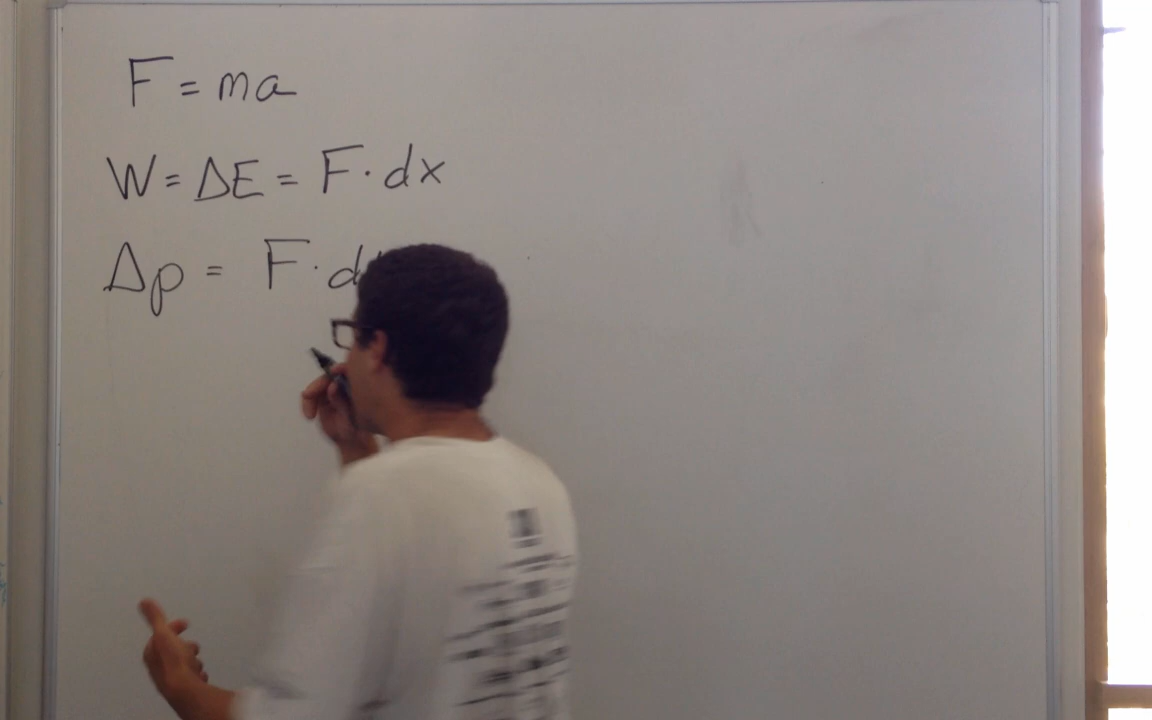 F = ma
W = ΔE = F · dx
Δp = F · d